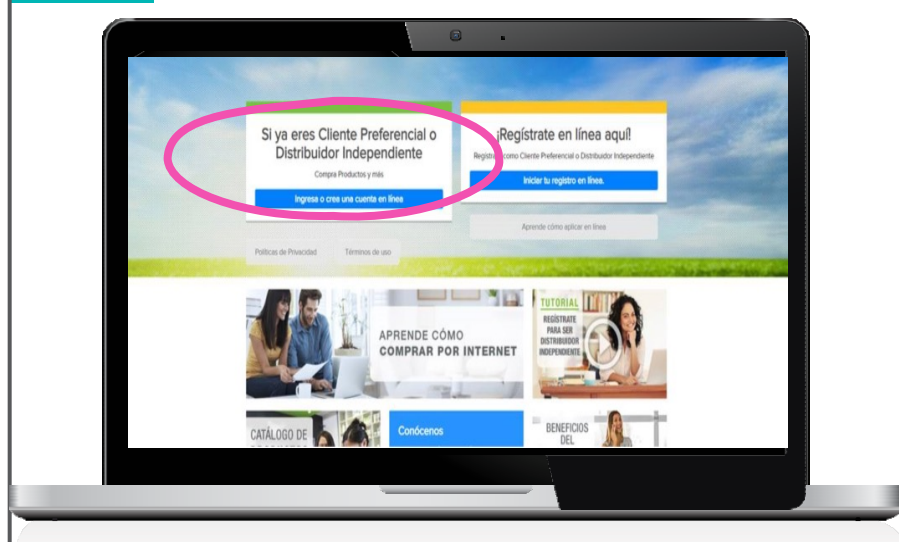 Si ya eres Cliente Preferencial o
Distribuidor Independiente
Compra Productos y más
Ingresa o crea una cuenta en línea
¡Regístrate en línea aquí!
como Cliente Preferencial o Distribuidor Independiente
Iniciar tu registro en línea.
Aprende cómo aplicar en línea
Políticas de Privacidad
Términos de uso
APRENDE CÓMO
COMPRAR POR INTERNET
TUTORIAL
REGÍSTRATE
PARA SER
DISTRIBUIDOR
INDEPENDIENTE
CATÁLOGO DE
Conócenos
BENEFICIOS
DEL